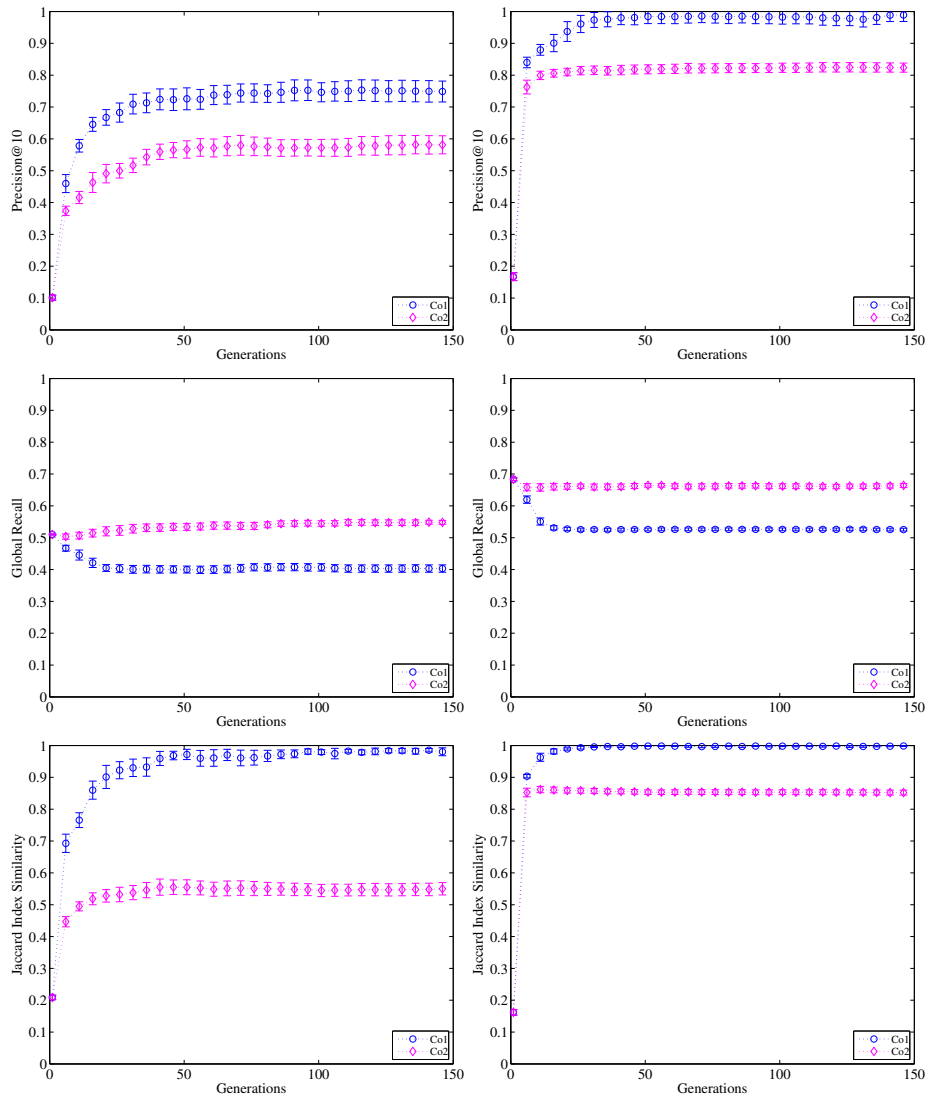 1
0.9
0.8
0.7
0.6
0.5
0.4
0.3
0.2
0.1
0
Precision@10
0 50 100 150
Generations
Co1
Co2
1
0.9
0.8
0.7
0.6
0.5
0.4
0.3
0.2
0.1
0
Precision@10
0 50 100 150
Generations
Co1
Co2
1
0.9
0.8
0.7
0.6
0.5
0.4
0.3
0.2
0.1
0
Global Recall
0 50 100 150
Generations
Co1
Co2
1
0.9
0.8
0.7
0.6
0.5
0.4
0.3
0.2
0.1
0
Global Recall
0 50 100 150
Generations
Co1
Co2
1
0.9
0.8
0.7
0.6
0.5
0.4
0.3
0.2
0.1
0
Jaccard Index Similarity
0 50 100 150
Generations
Co1
Co2
1
0.9
0.8
0.7
0.6
0.5
0.4
0.3
0.2
0.1
0
Jaccard Index Similarity
0 50 100 150
Generations
Co1
Co2